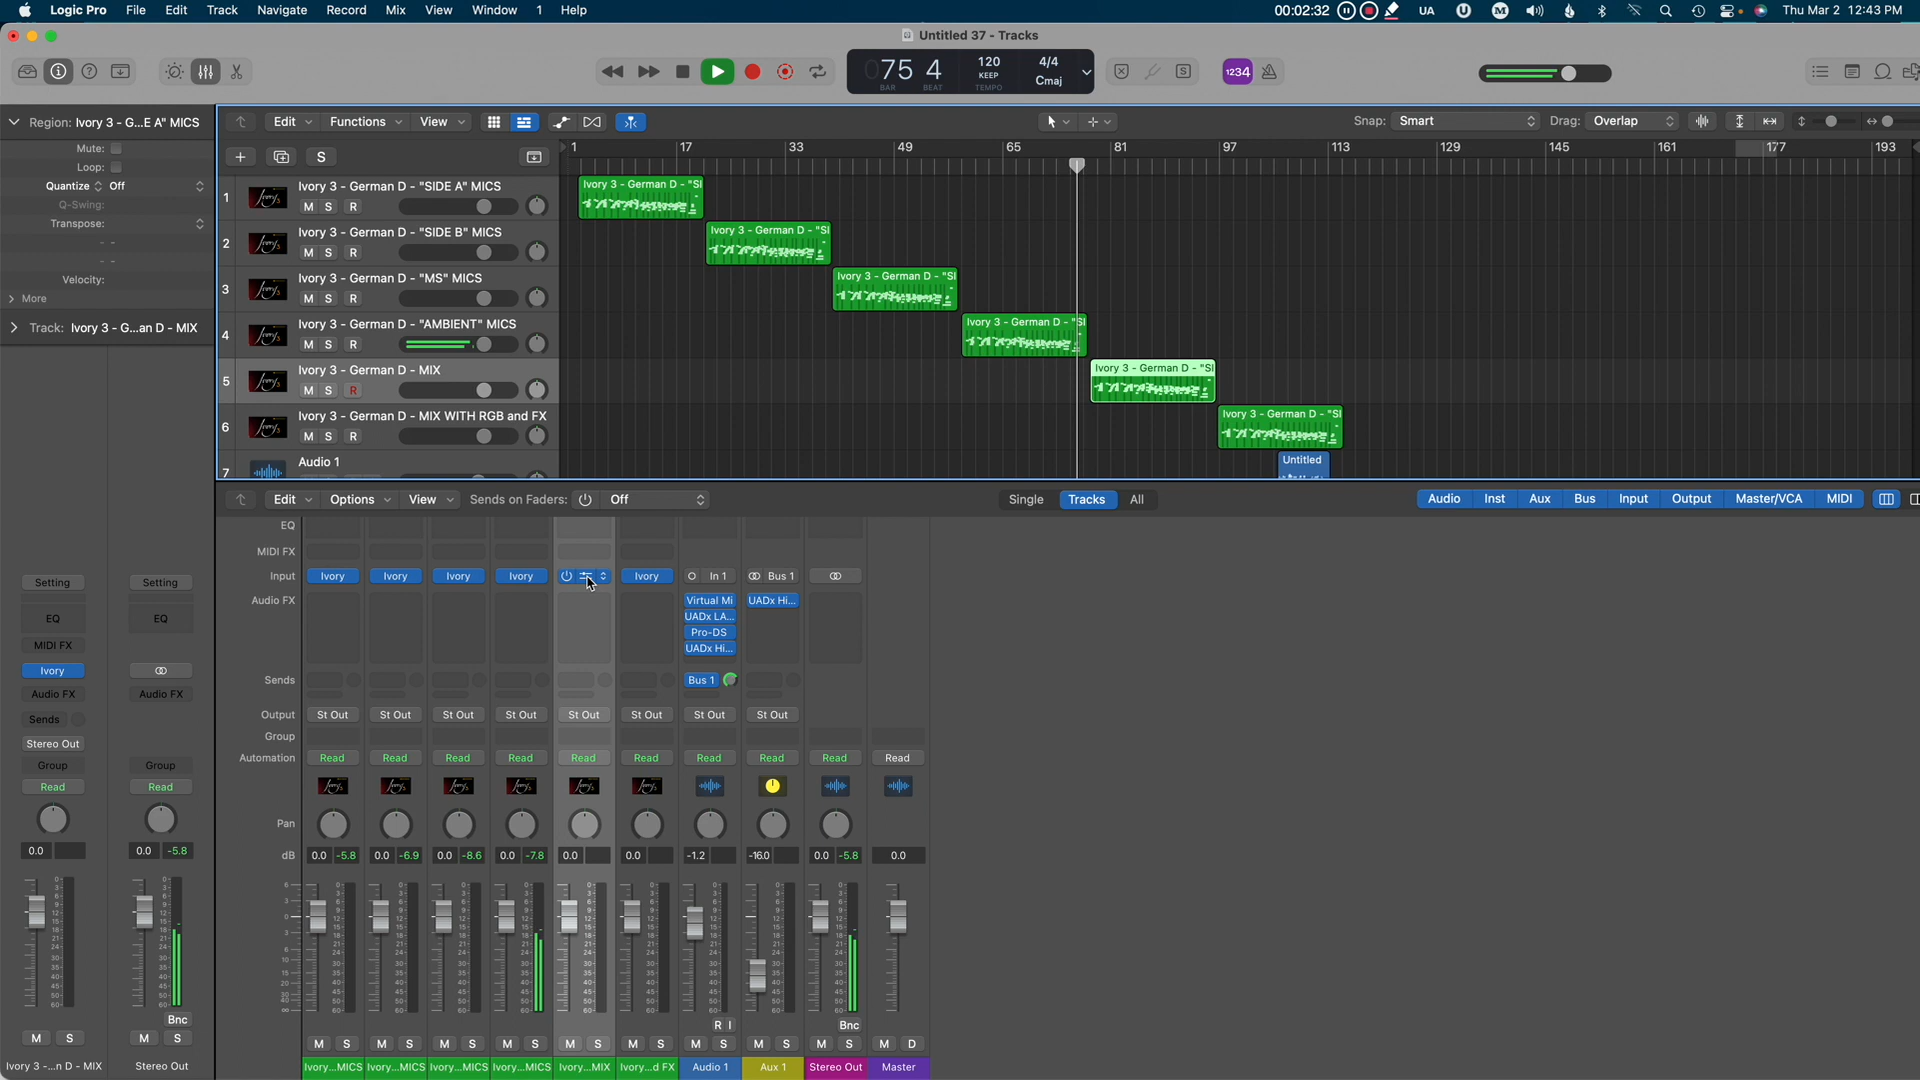 Logic Pro File Edit Track Navigate Record Mix View Window 1 Help 00:02:32 UA Thu Mar 2 12:43 PM
Untitled 37 - Tracks
75 4 120 KEEP 4/4 Cmaj 1234
BAR BEAT TEMPO
Region: Ivory 3 - G...E A" MICS
Mute:
Loop:
Quantize Off
Q-Swing:
Transpose:
Velocity:
More
Track: Ivory 3 - G...an D - MIX
Edit Functions View Snap: Smart Drag: Overlap
S 1 17 33 49 65 81 97 113 129 145 161 177 193
1 Ivory 3 - German D - "SIDE A" MICS
M S R
Ivory 3 - German D - "SI
2 Ivory 3 - German D - "SIDE B" MICS
M S R
Ivory 3 - German D - "SI
3 Ivory 3 - German D - "MS" MICS
M S R
Ivory 3 - German D - "SI
4 Ivory 3 - German D - "AMBIENT" MICS
M S R
Ivory 3 - German D - "SI
5 Ivory 3 - German D - MIX
M S R
Ivory 3 - German D - "SI
6 Ivory 3 - German D - MIX WITH RGB and FX
M S R
Ivory 3 - German D - "SI
7 Audio 1
Untitled
Edit Options View Sends on Faders: Off Single Tracks All Audio Inst Aux Bus Input Output Master/VCA MIDI
EQ
MIDI FX
Input Ivory Ivory Ivory Ivory Ivory In 1 Bus 1
Audio FX Virtual Mi UADx Hi...
UADx LA...
Pro-DS
UADx Hi...
Sends Bus 1
Output St Out St Out St Out St Out St Out St Out St Out St Out
Group
Automation Read Read Read Read Read Read Read Read Read Read
Pan
dB 0.0 -5.8 0.0 -6.9 0.0 -8.6 0.0 -7.8 0.0 0.0 -1.2 -16.0 0.0 -5.8 0.0
R I Bnc
M S M S M S M S M S M S M S M S M S M D
Ivory...MICS Ivory...MICS Ivory...MICS Ivory...MICS Ivory...MIX Ivory...d FX Audio 1 Aux 1 Stereo Out Master
Setting Setting
EQ EQ
MIDI FX
Ivory
Audio FX Audio FX
Sends
Stereo Out
Group Group
Read Read
0.0 0.0 -5.8
Bnc
M S M S
Ivory 3 -...n D - MIX Stereo Out